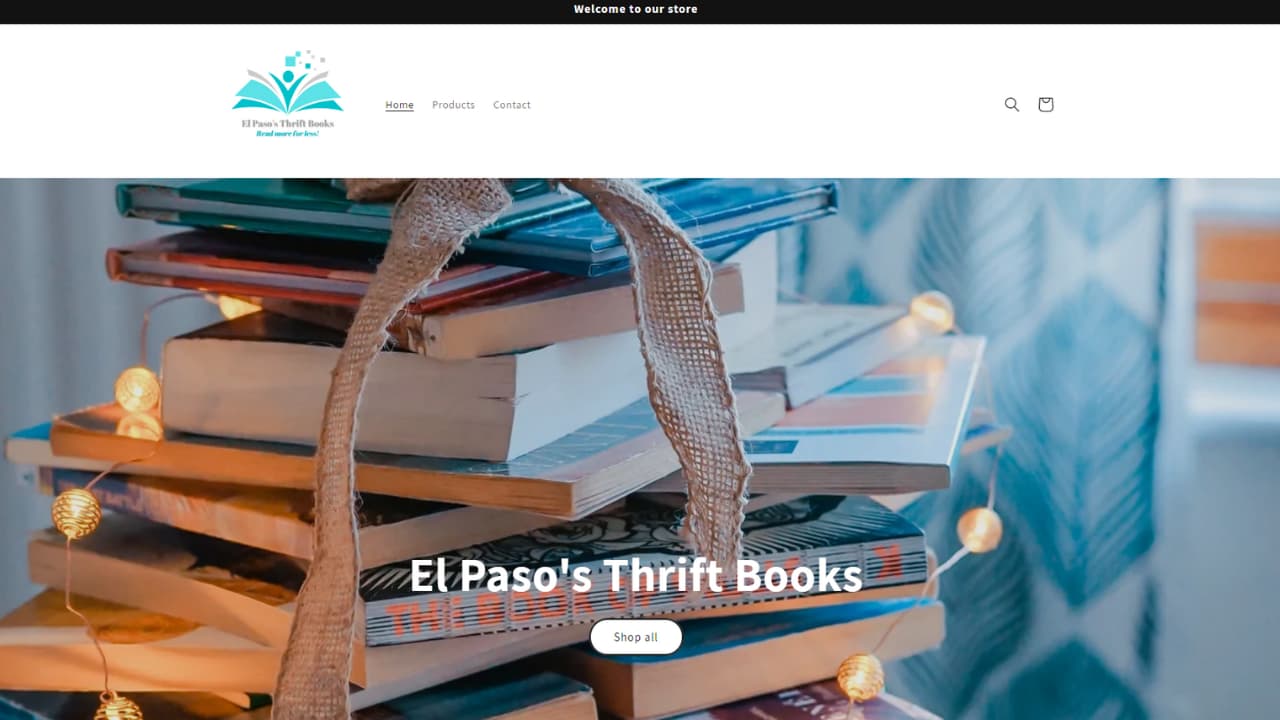 Welcome to our store
El Paso's Thrift Books
Read more for less!
Home
Products
Contact
THE BOOK
El Paso's Thrift Books
Shop all